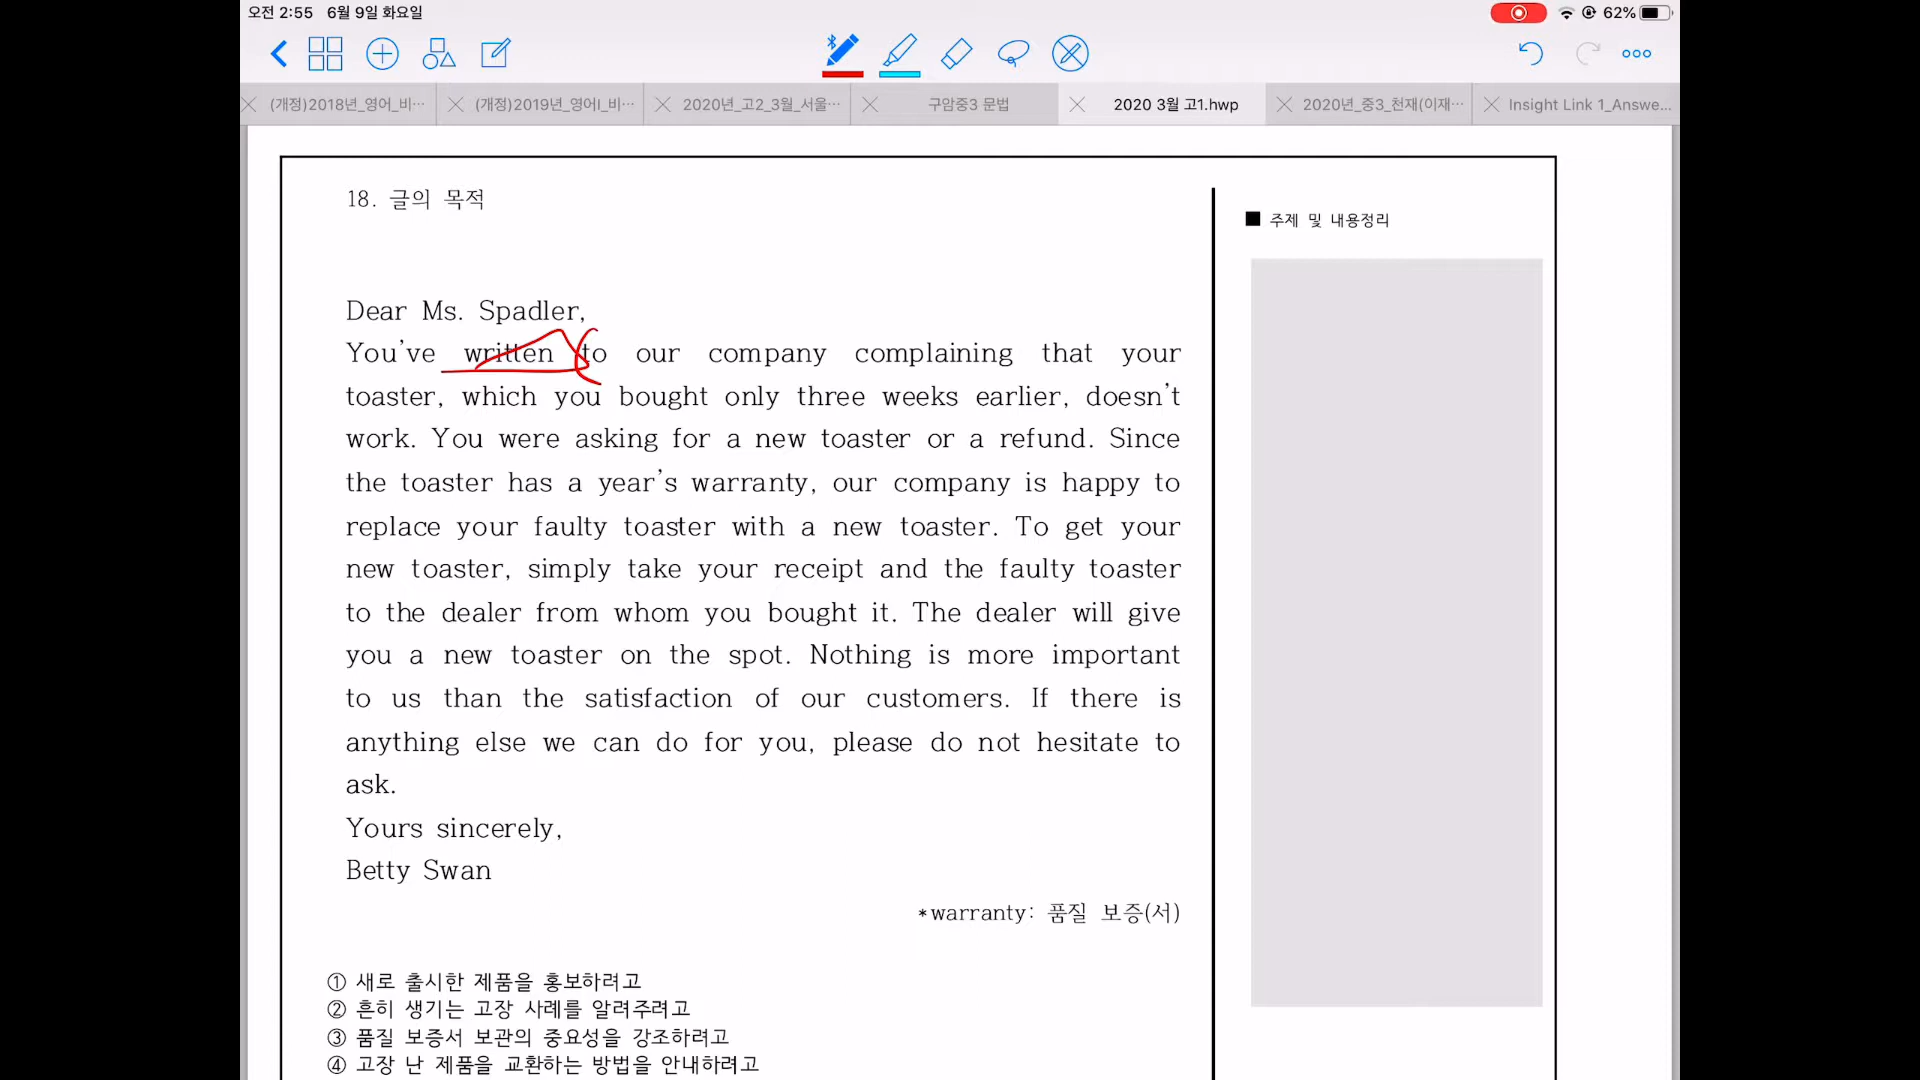 오전 2:55 6월 9일 화요일 62%
(개정)2018년_영어_비… (개정)2019년_영어I_비… 2020년_고2_3월_서울… 구암중3 문법 2020 3월 고1.hwp 2020년_중3_천재(이재… Insight Link 1_Answe…
18. 글의 목적
■ 주제 및 내용정리
Dear Ms. Spadler,
You've written to our company complaining that your
toaster, which you bought only three weeks earlier, doesn't
work. You were asking for a new toaster or a refund. Since
the toaster has a year's warranty, our company is happy to
replace your faulty toaster with a new toaster. To get your
new toaster, simply take your receipt and the faulty toaster
to the dealer from whom you bought it. The dealer will give
you a new toaster on the spot. Nothing is more important
to us than the satisfaction of our customers. If there is
anything else we can do for you, please do not hesitate to
ask.
Yours sincerely,
Betty Swan
*warranty: 품질 보증(서)
① 새로 출시한 제품을 홍보하려고
② 흔히 생기는 고장 사례를 알려주려고
③ 품질 보증서 보관의 중요성을 강조하려고
④ 고장 난 제품을 교환하는 방법을 안내하려고